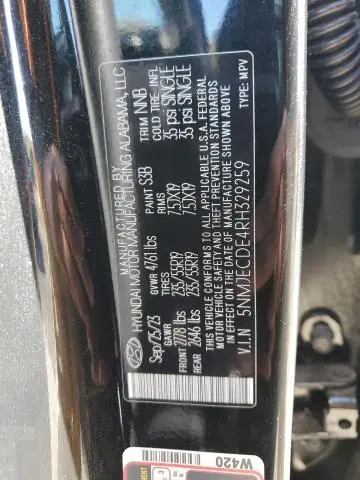 MANUFACTURED BY
HYUNDAI MOTOR MANUFACTURING ALABAMA, LLC
Sep/25/23 GVWR 4761 lbs PAINT S3B TRIM NNB
GAWR TIRES RIMS COLD TIRE INFL
FRONT 2778 lbs 235/55R19 7.5JX19 35 psi SINGLE
REAR 2646 lbs 235/55R19 7.5JX19 35 psi SINGLE
THIS VEHICLE CONFORMS TO ALL APPLICABLE U.S.A. FEDERAL
MOTOR VEHICLE SAFETY AND THEFT PREVENTION STANDARDS
IN EFFECT ON THE DATE OF MANUFACTURE SHOWN ABOVE
V.I.N 5NMJECDE4RH329259 TYPE: MPV
W420